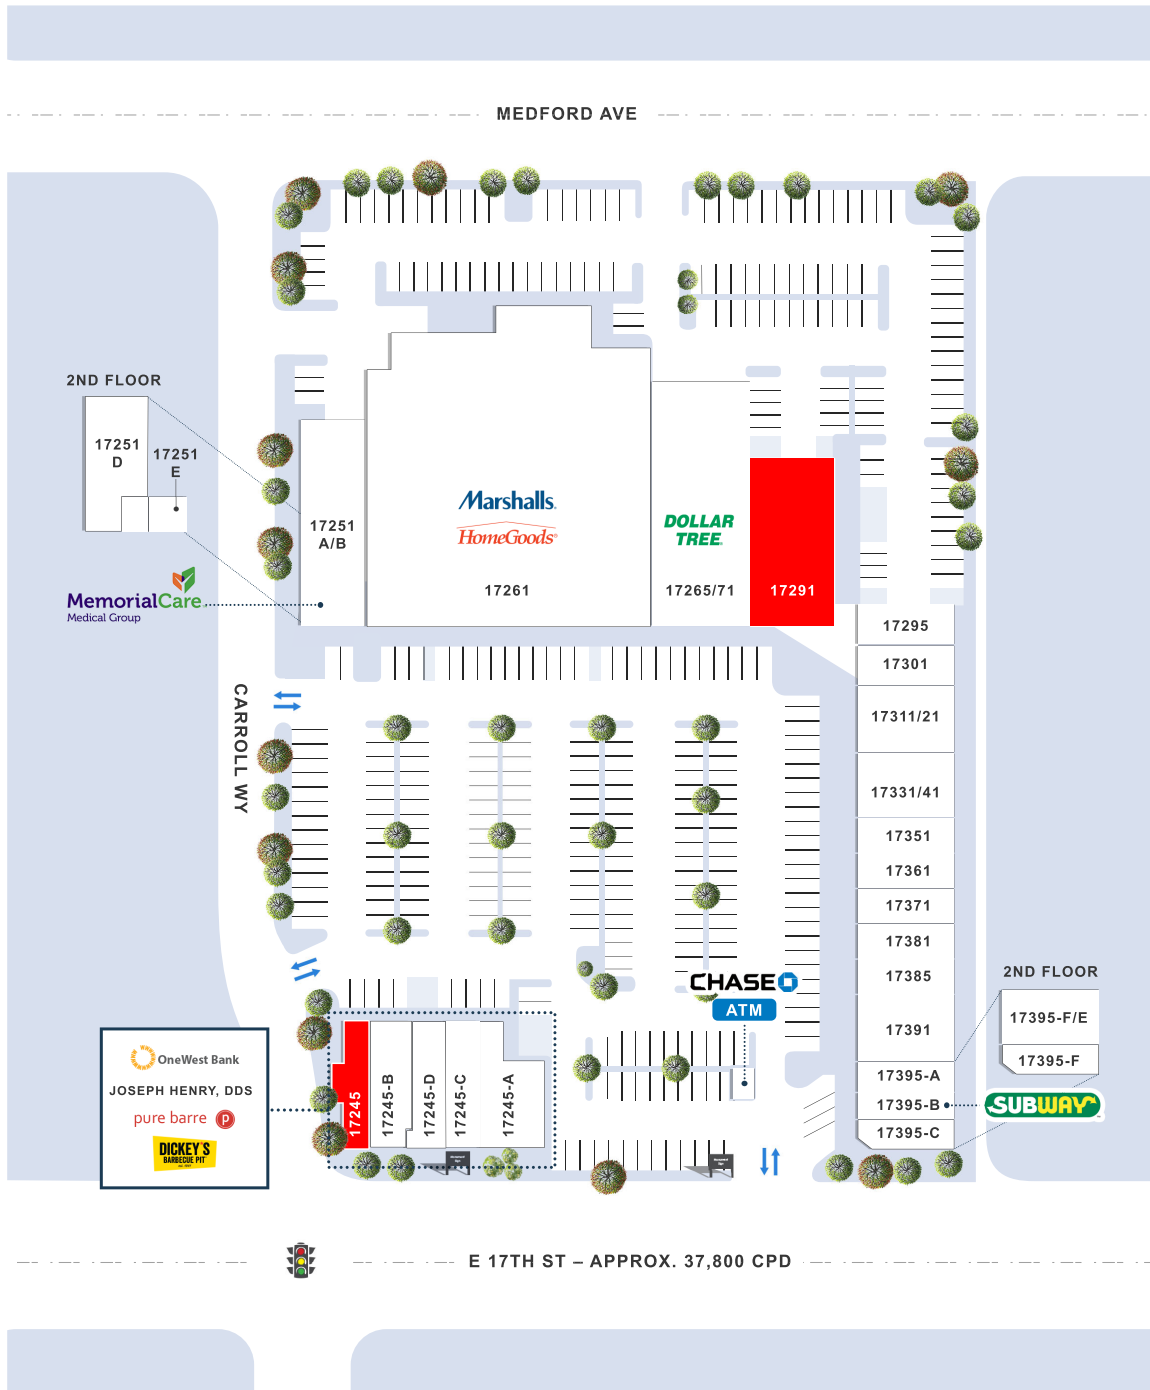 MEDFORD AVE
2ND FLOOR
17251
D
17251
E
17251
A/B
MemorialCare
Medical Group
Marshalls
HomeGoods
17261
DOLLAR
TREE
17265/71
17291
17295
17301
17311/21
17331/41
17351
17361
17371
17381
17385
17391
17395-A
17395-B
17395-C
2ND FLOOR
17395-F/E
17395-F
SUBWAY
CARROLL WY
CHASE
ATM
OneWest Bank
JOSEPH HENRY, DDS
pure barre p
DICKEY'S
BARBECUE PIT
17245
17245-B
17245-D
17245-C
17245-A
E 17TH ST – APPROX. 37,800 CPD